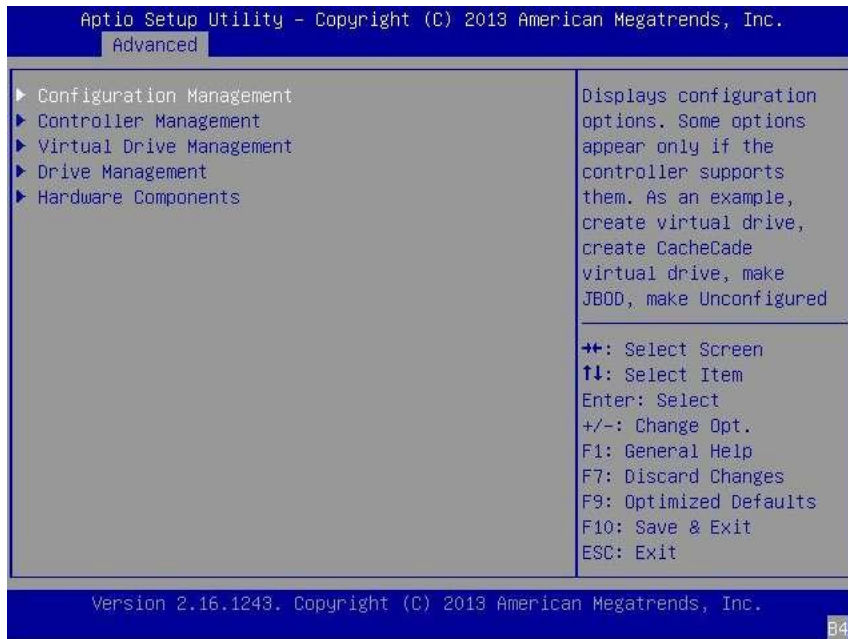 Aptio Setup Utility – Copyright (C) 2013 American Megatrends, Inc.
Advanced
Configuration Management
Controller Management
Virtual Drive Management
Drive Management
Hardware Components
Displays configuration
options. Some options
appear only if the
controller supports
them. As an example,
create virtual drive,
create CacheCade
virtual drive, make
JBOD, make Unconfigured
→←: Select Screen
↑↓: Select Item
Enter: Select
+/-: Change Opt.
F1: General Help
F7: Discard Changes
F9: Optimized Defaults
F10: Save & Exit
ESC: Exit
Version 2.16.1243. Copyright (C) 2013 American Megatrends, Inc.
B4